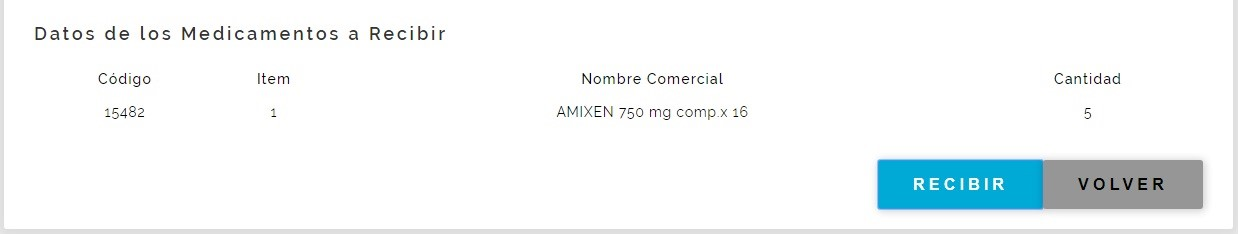 Datos de los Medicamentos a Recibir
Código Item Nombre Comercial Cantidad
15482 1 AMIXEN 750 mg comp.x 16 5
RECIBIR VOLVER